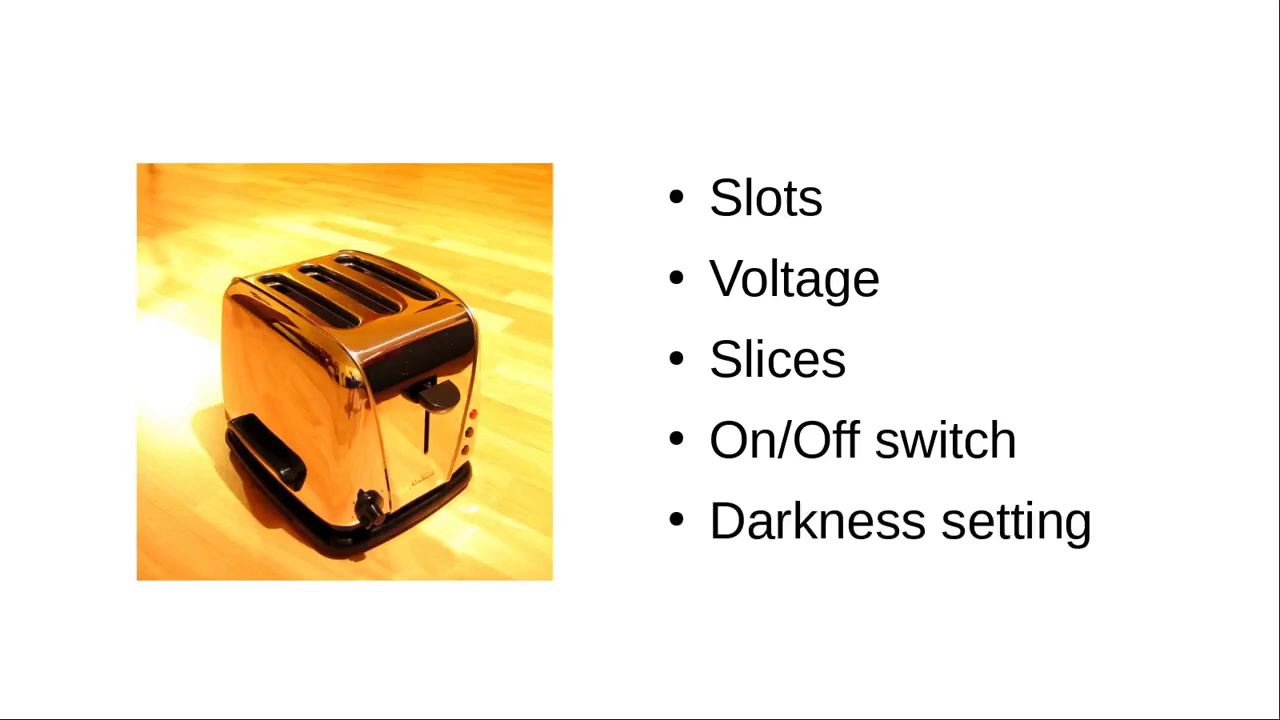 • Slots
• Voltage
• Slices
• On/Off switch
• Darkness setting